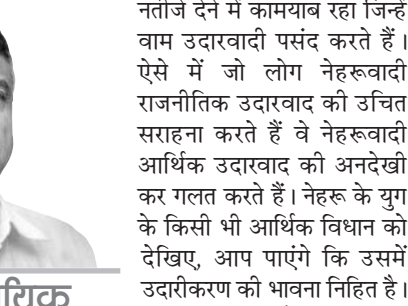 नतीजे देने में कामयाब रहा जिन्हें
वाम उदारवादी पसंद करते हैं।
ऐसे में जो लोग नेहरूवादी
राजनीतिक उदारवाद की उचित
सराहना करते हैं वे नेहरूवादी
आर्थिक उदारवाद की अनदेखी
कर गलत करते हैं। नेहरू के युग
के किसी भी आर्थिक विधान को
देखिए, आप पाएंगे कि उसमें
उदारीकरण की भावना निहित है।